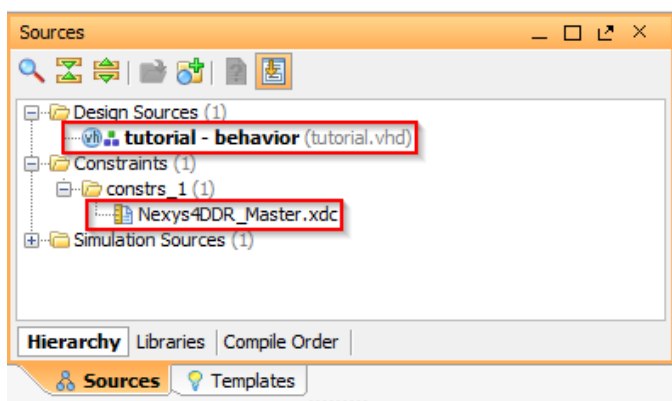 Sources
Design Sources (1)
tutorial - behavior (tutorial.vhd)
Constraints (1)
constrs_1 (1)
Nexys4DDR_Master.xdc
Simulation Sources (1)
Hierarchy Libraries Compile Order
Sources Templates